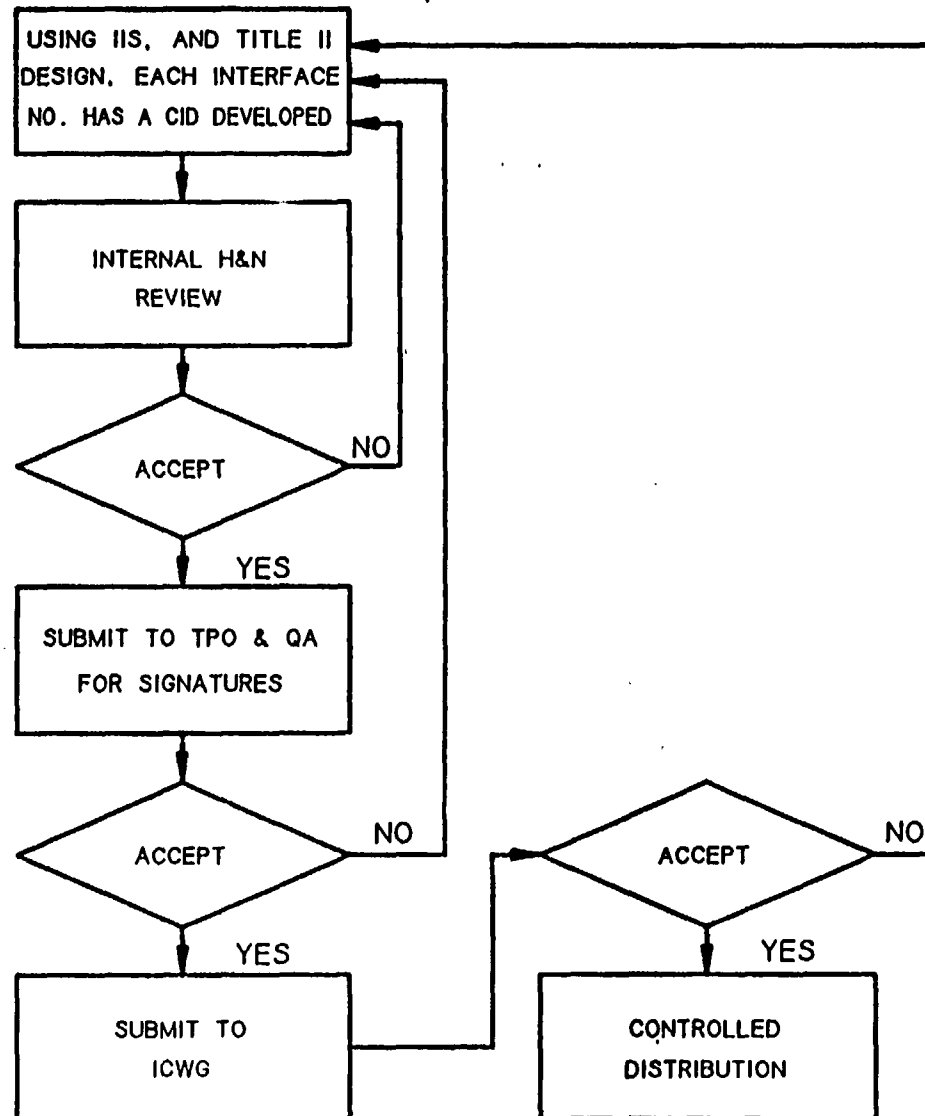 USING IIS, AND TITLE II
DESIGN. EACH INTERFACE
NO. HAS A CID DEVELOPED
INTERNAL H&N
REVIEW
ACCEPT
NO
YES
SUBMIT TO TPO & QA
FOR SIGNATURES
ACCEPT
NO
YES
SUBMIT TO
ICWG
ACCEPT
NO
YES
CONTROLLED
DISTRIBUTION